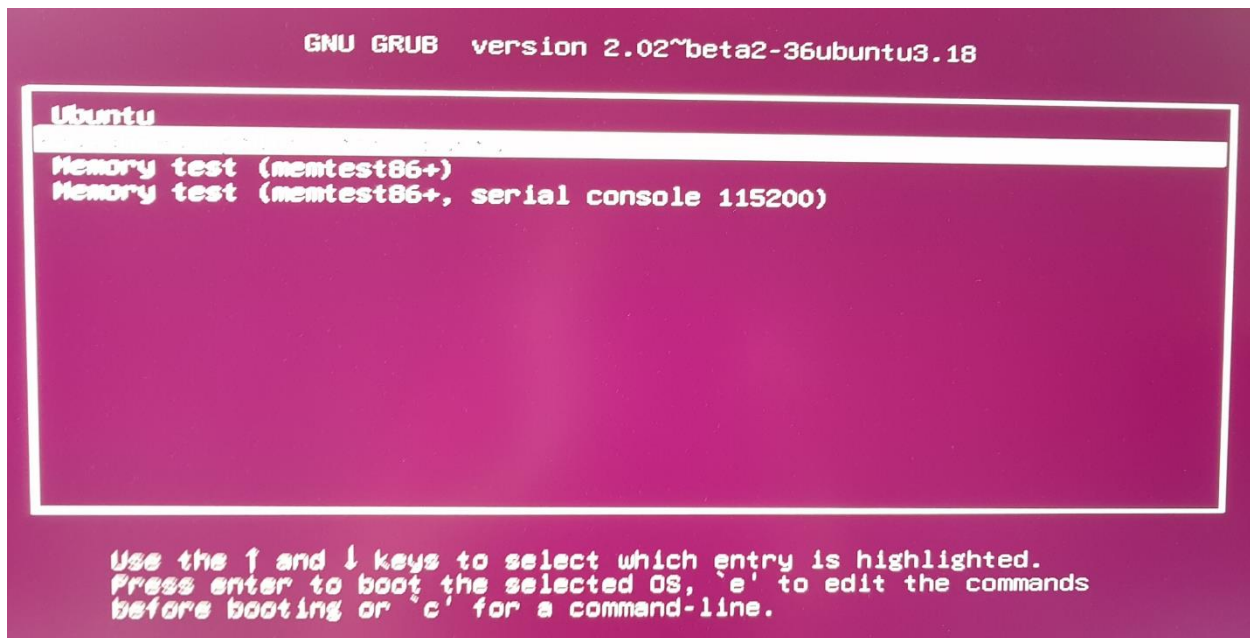 GNU GRUB version 2.02~beta2-36ubuntu3.18
Ubuntu
Memory test (memtest86+)
Memory test (memtest86+, serial console 115200)
Use the ↑ and ↓ keys to select which entry is highlighted.
Press enter to boot the selected OS, `e' to edit the commands
before booting or `c' for a command-line.